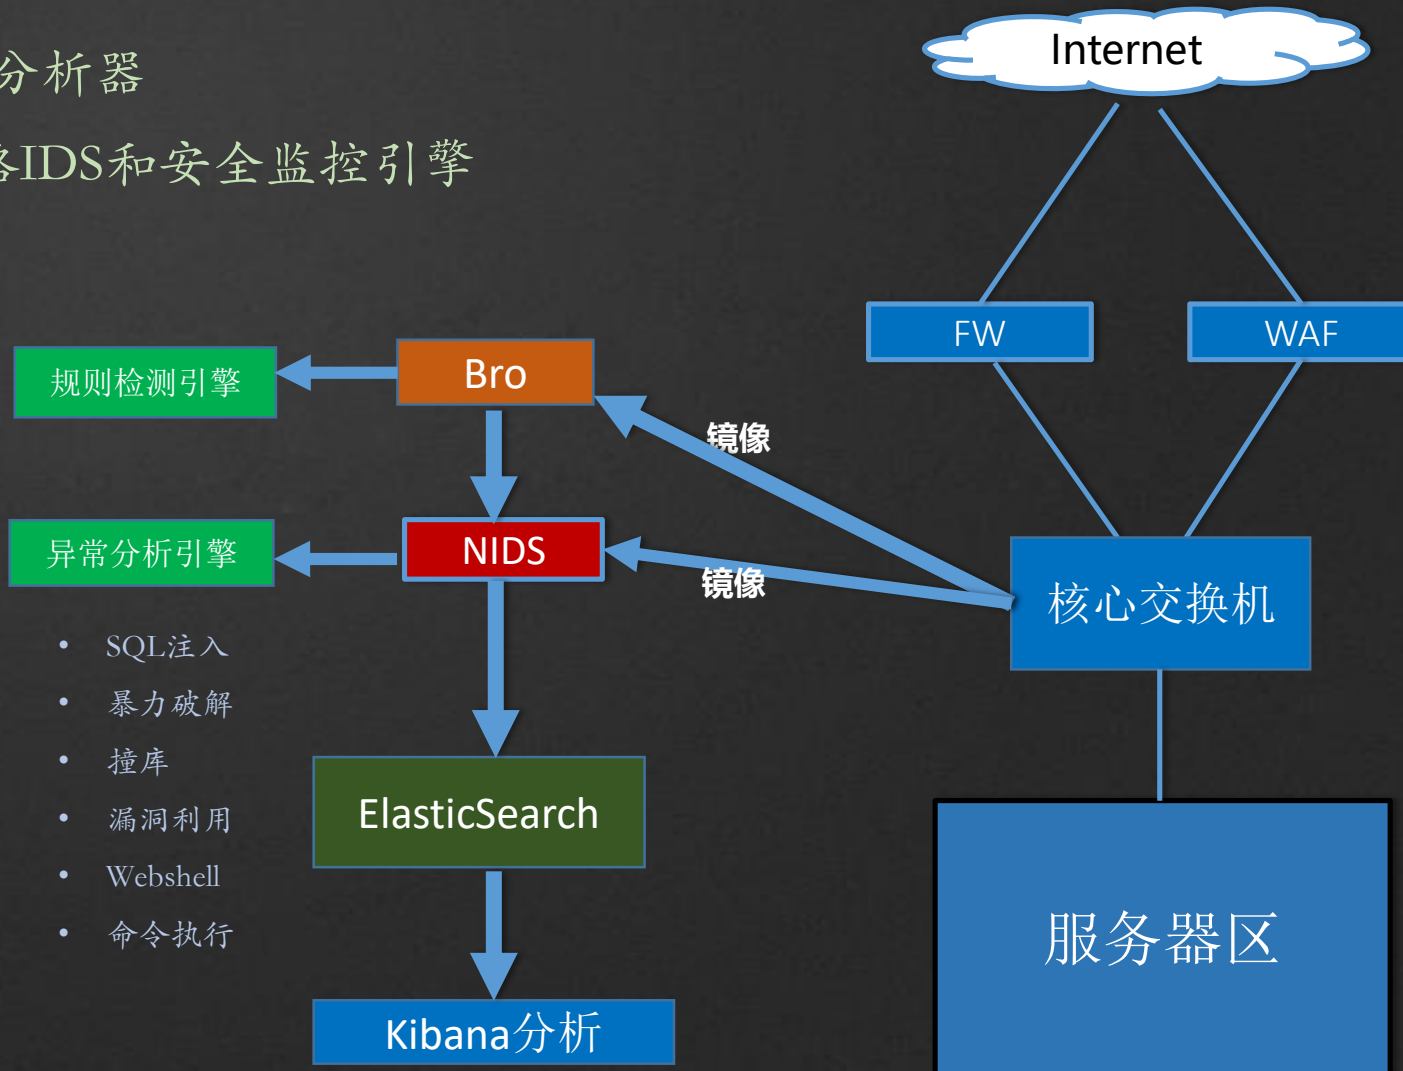 分析器
络IDS和安全监控引擎
Internet
FW
WAF
规则检测引擎
Bro
镜像
异常分析引擎
NIDS
镜像
核心交换机
• SQL注入
• 暴力破解
• 撞库
• 漏洞利用
• Webshell
• 命令执行
ElasticSearch
服务器区
Kibana分析